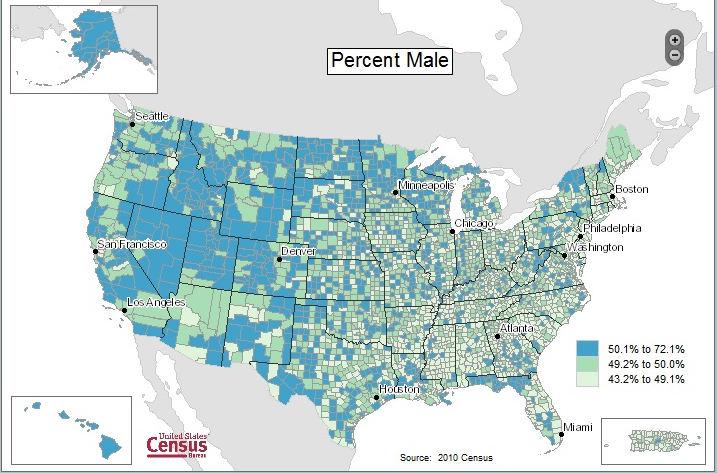 Percent Male
+
−
Seattle
Minneapolis
Boston
Chicago
Philadelphia
San Francisco
Denver
Washington
Los Angeles
Atlanta
50.1% to 72.1%
49.2% to 50.0%
43.2% to 49.1%
Houston
Miami
United States
Census
Bureau
Source: 2010 Census